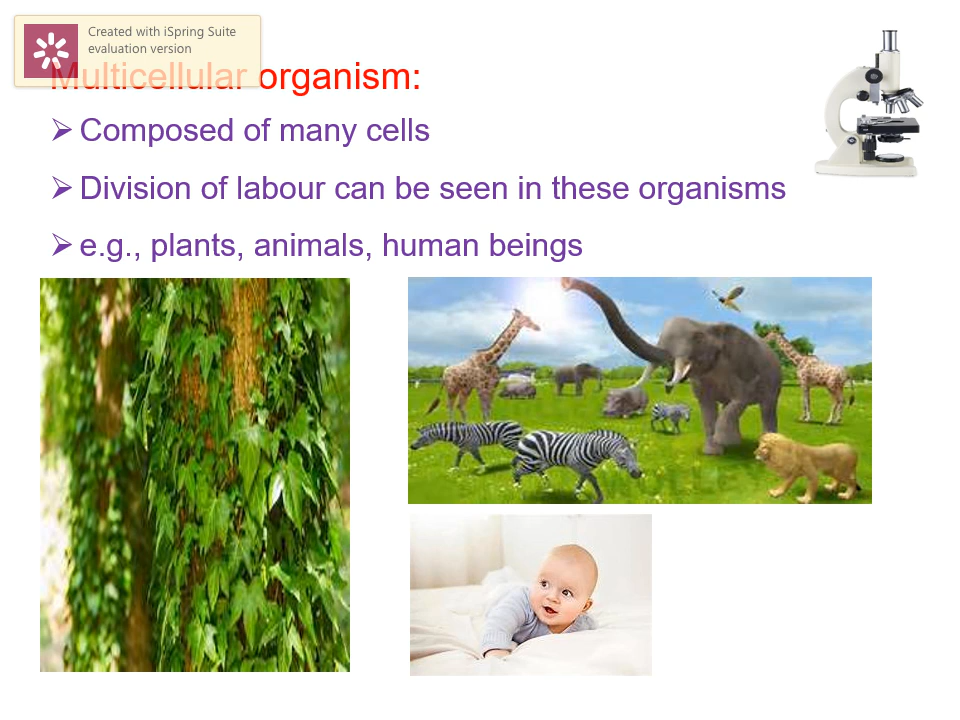 Created with iSpring Suite
evaluation version
Multicellular organism:
Composed of many cells
Division of labour can be seen in these organisms
e.g., plants, animals, human beings